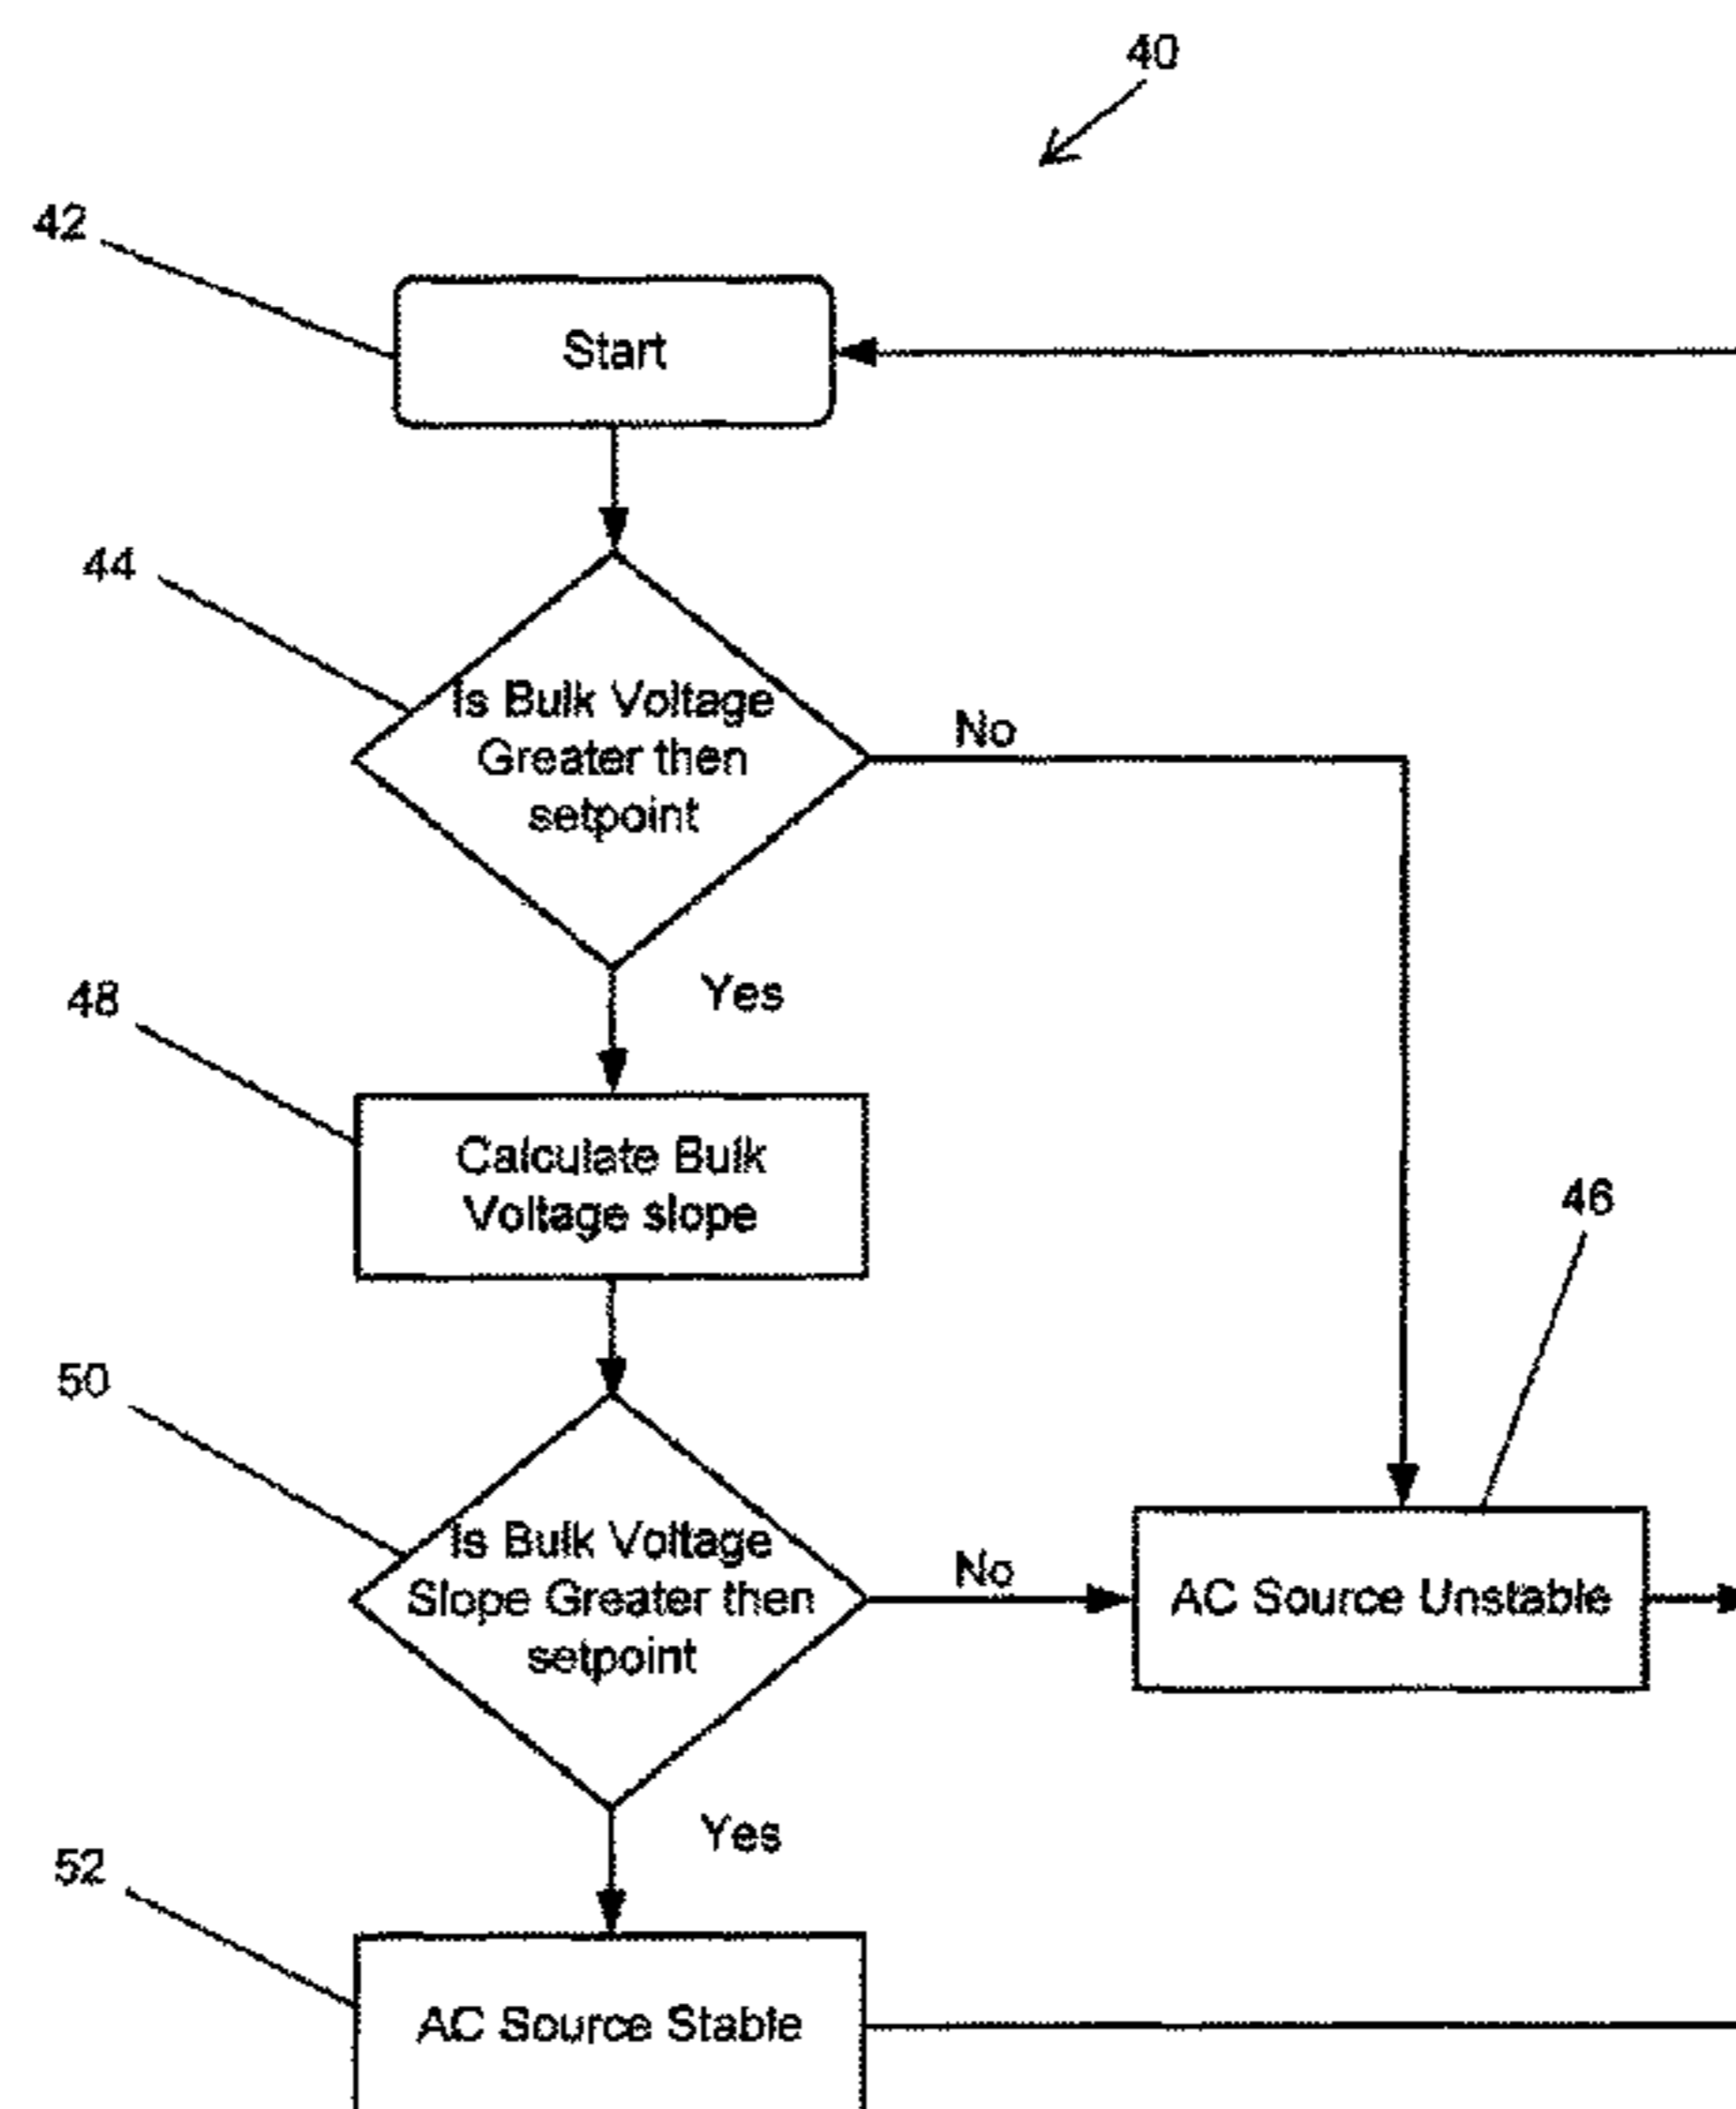 40
42
Start
44
Is Bulk Voltage
Greater then
setpoint
No
Yes
48
Calculate Bulk
Voltage slope
46
50
Is Bulk Voltage
Slope Greater then
setpoint
No
AC Source Unstable
Yes
52
AC Source Stable